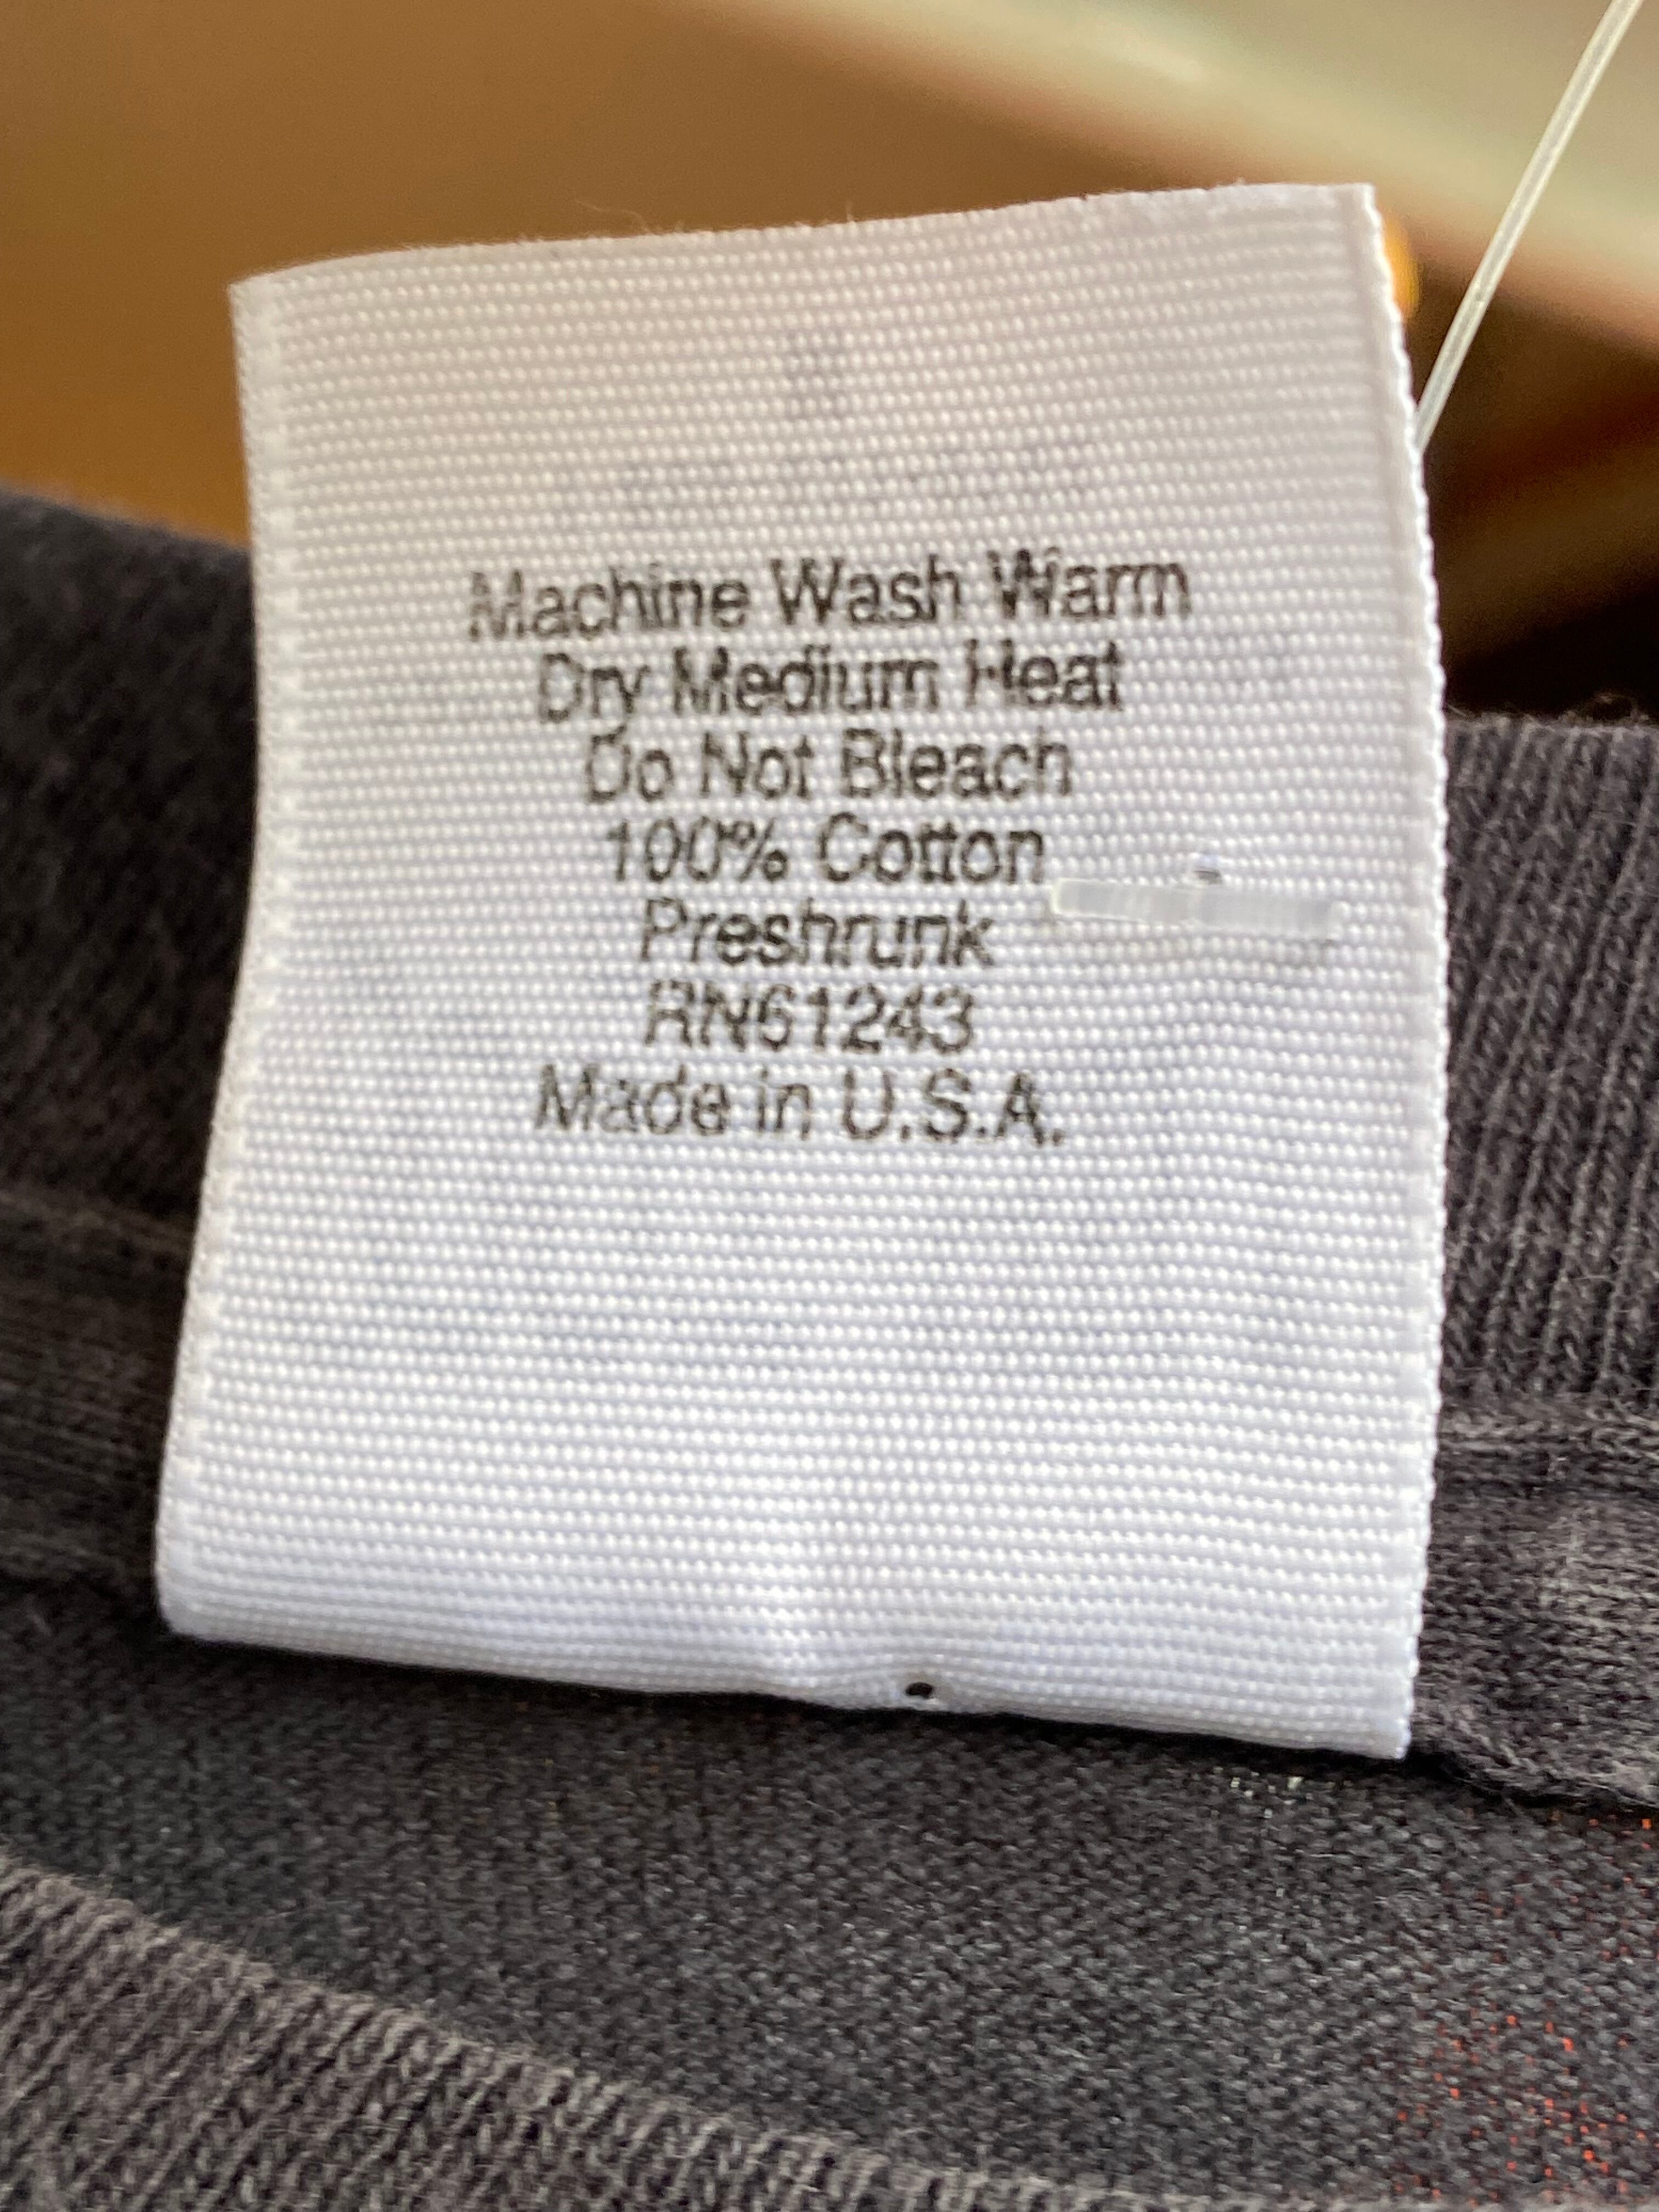 Machine Wash Warm
Dry Medium Heat
Do Not Bleach
100% Cotton
Preshrunk
RN61243
Made in U.S.A.